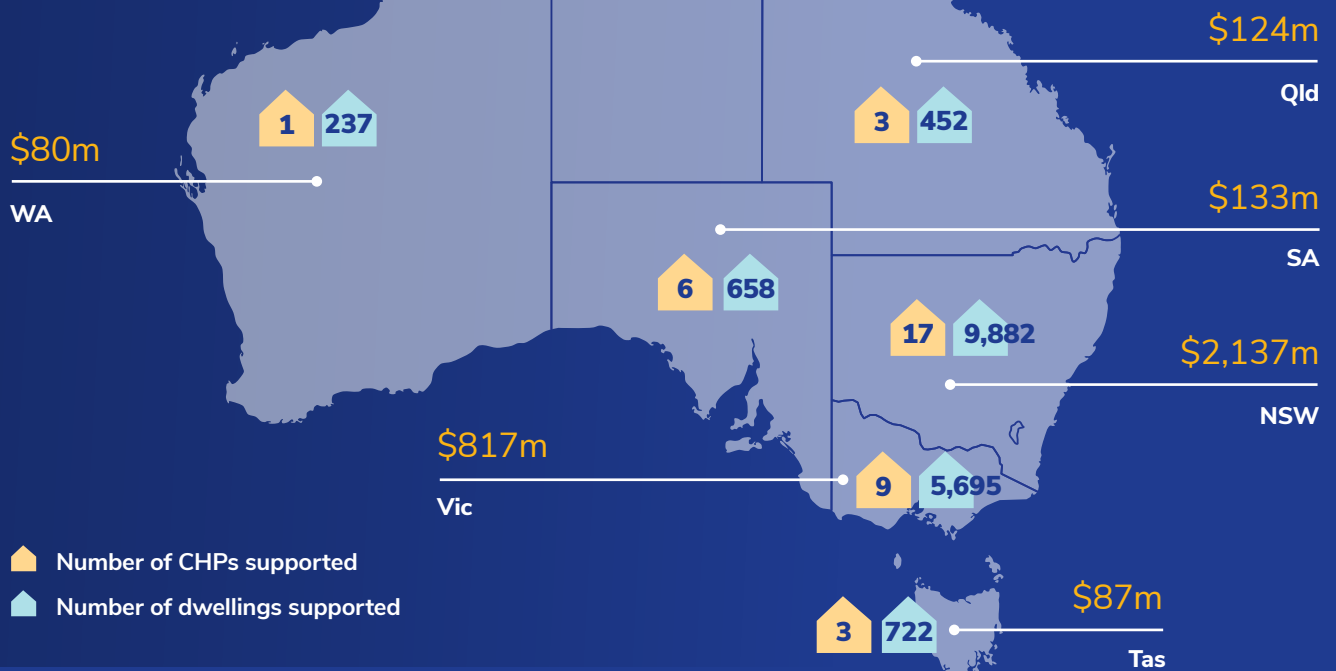 $124m
Qld
3 452
1 237
$80m
WA
$133m
SA
6 658
17 9,882
$2,137m
NSW
$817m
Vic
9 5,695
Number of CHPs supported
Number of dwellings supported
$87m
Tas
3 722